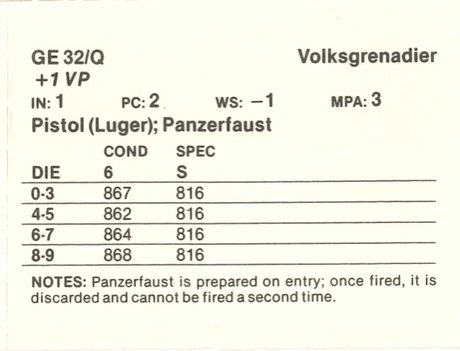 GE 32/Q Volksgrenadier
+1 VP
IN: 1 PC: 2 WS: −1 MPA: 3
Pistol (Luger); Panzerfaust
COND SPEC
DIE 6 S
0-3 867 816
4-5 862 816
6-7 864 816
8-9 868 816
NOTES: Panzerfaust is prepared on entry; once fired, it is
discarded and cannot be fired a second time.